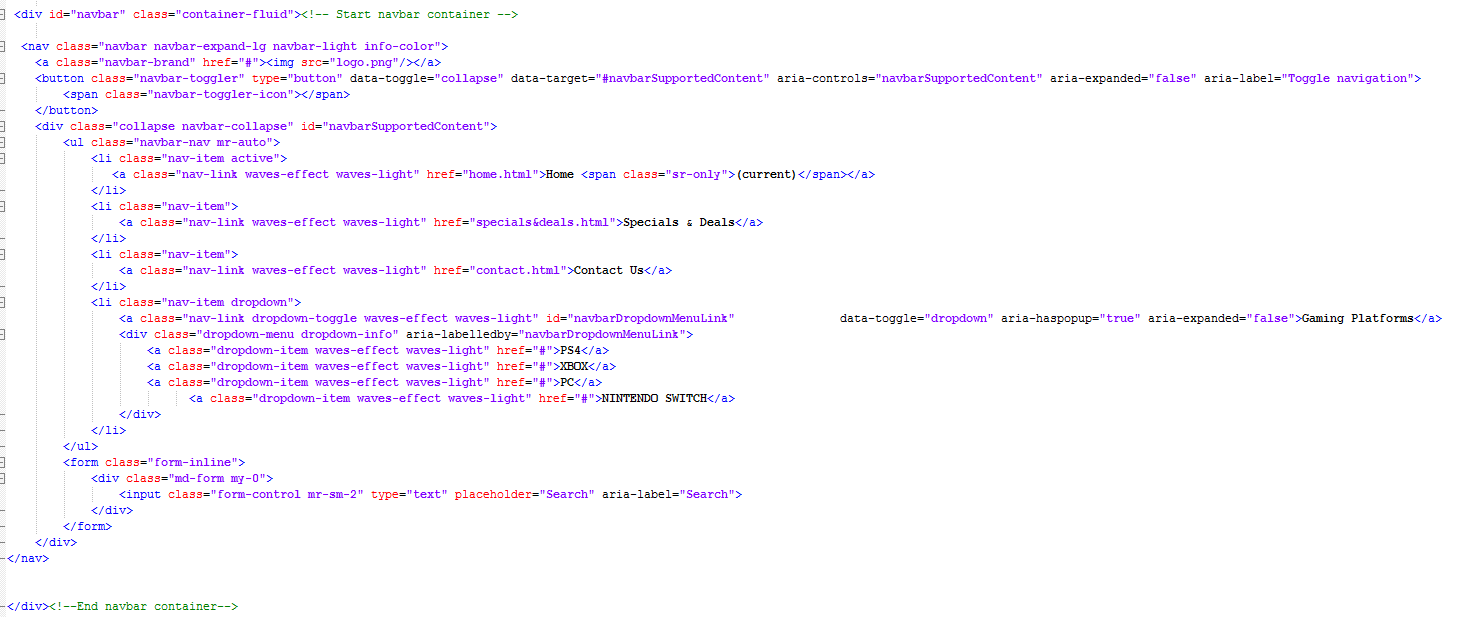 <div id="navbar" class="container-fluid"><!-- Start navbar container -->
<nav class="navbar navbar-expand-lg navbar-light info-color">
<a class="navbar-brand" href="#"><img src="logo.png"/></a>
<button class="navbar-toggler" type="button" data-toggle="collapse" data-target="#navbarSupportedContent" aria-controls="navbarSupportedContent" aria-expanded="false" aria-label="Toggle navigation">
<span class="navbar-toggler-icon"></span>
</button>
<div class="collapse navbar-collapse" id="navbarSupportedContent">
<ul class="navbar-nav mr-auto">
<li class="nav-item active">
<a class="nav-link waves-effect waves-light" href="home.html">Home <span class="sr-only">(current)</span></a>
</li>
<li class="nav-item">
<a class="nav-link waves-effect waves-light" href="specials&deals.html">Specials & Deals</a>
</li>
<li class="nav-item">
<a class="nav-link waves-effect waves-light" href="contact.html">Contact Us</a>
</li>
<li class="nav-item dropdown">
<a class="nav-link dropdown-toggle waves-effect waves-light" id="navbarDropdownMenuLink" data-toggle="dropdown" aria-haspopup="true" aria-expanded="false">Gaming Platforms</a>
<div class="dropdown-menu dropdown-info" aria-labelledby="navbarDropdownMenuLink">
<a class="dropdown-item waves-effect waves-light" href="#">PS4</a>
<a class="dropdown-item waves-effect waves-light" href="#">XBOX</a>
<a class="dropdown-item waves-effect waves-light" href="#">PC</a>
<a class="dropdown-item waves-effect waves-light" href="#">NINTENDO SWITCH</a>
</div>
</li>
</ul>
<form class="form-inline">
<div class="md-form my-0">
<input class="form-control mr-sm-2" type="text" placeholder="Search" aria-label="Search">
</div>
</form>
</div>
</nav>
</div><!--End navbar container-->